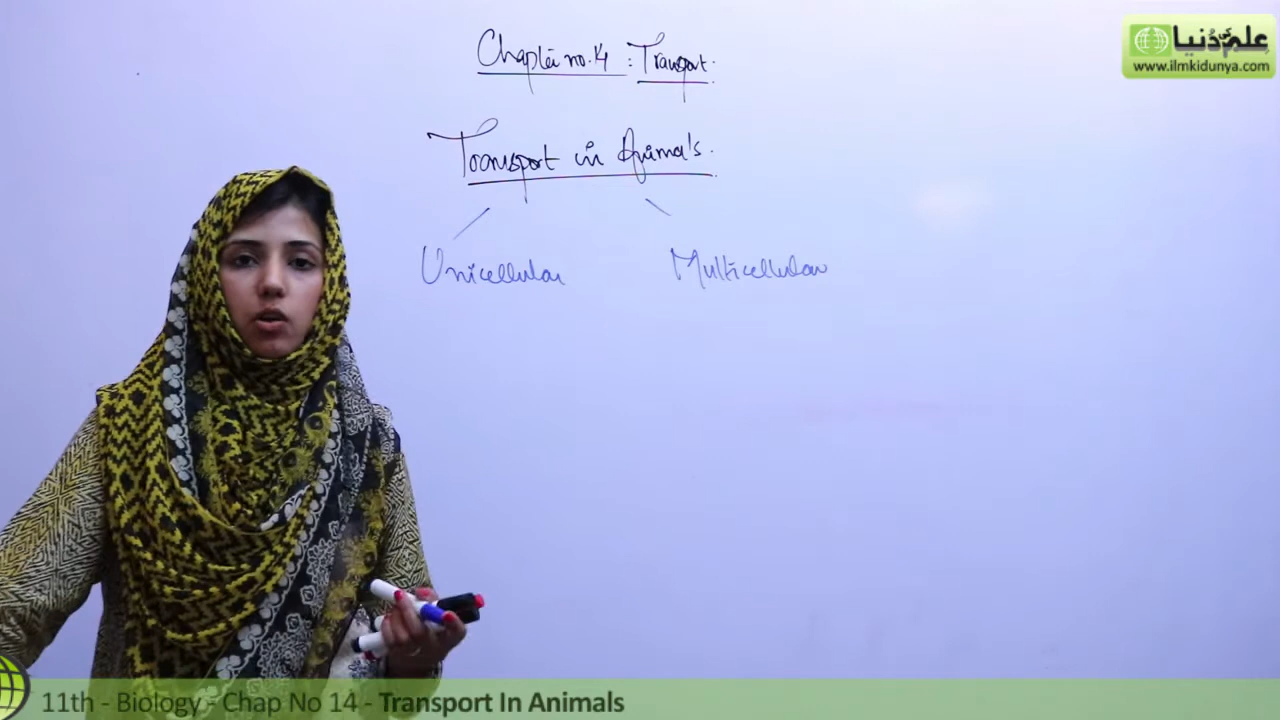 Chapter no. 14 : Transport.
علم کی دُنیا
www.ilmkidunya.com
Transport in Animals.
Unicellular Multicellular
11th - Biology - Chap No 14 - Transport In Animals